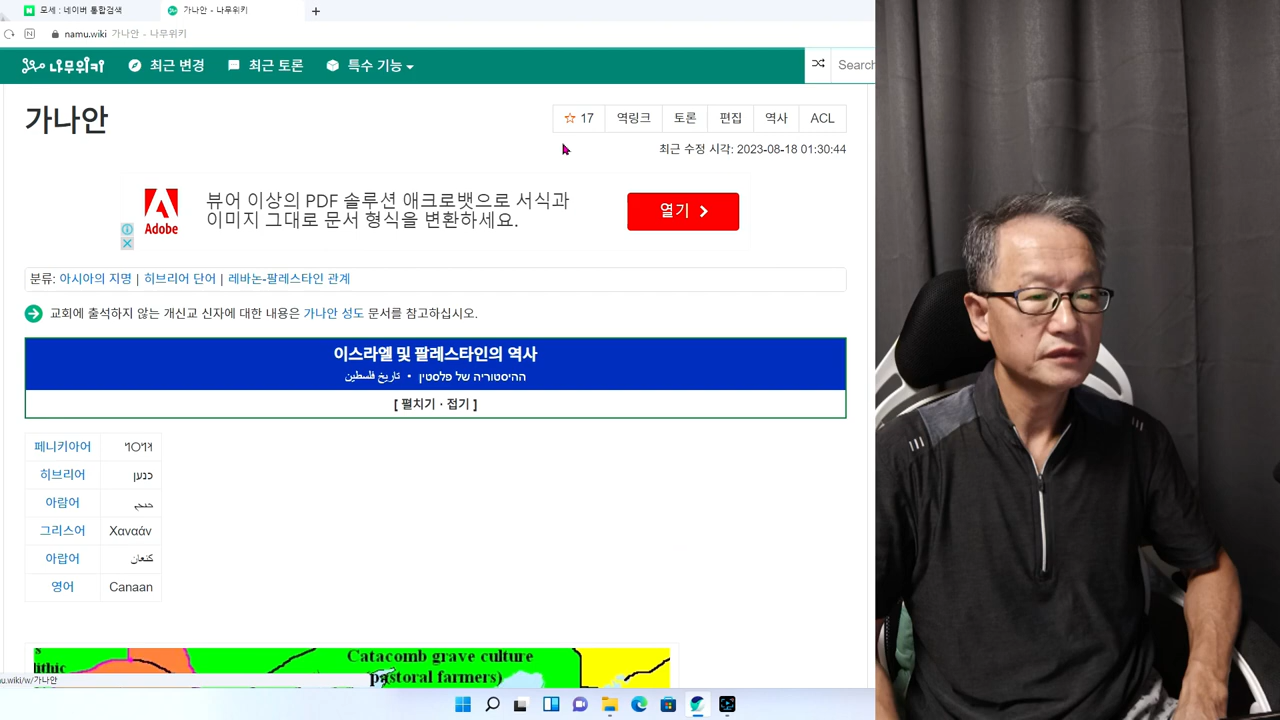 모세 : 네이버 통합검색
가나안 - 나무위키
namu.wiki 가나안 - 나무위키
나무위키 최근 변경 최근 토론 특수 기능
Search
가나안
17 역링크 토론 편집 역사 ACL
최근 수정 시각: 2023-08-18 01:30:44
Adobe
뷰어 이상의 PDF 솔루션 애크로뱃으로 서식과
이미지 그대로 문서 형식을 변환하세요.
열기
분류: 아시아의 지명 | 히브리어 단어 | 레바논-팔레스타인 관계
교회에 출석하지 않는 개신교 신자에 대한 내용은 가나안 성도 문서를 참고하십시오.
이스라엘 및 팔레스타인의 역사
ההיסטוריה של פלסטין • تاريخ فلسطين
[ 펼치기 · 접기 ]
페니키아어
히브리어 כנען
아람어
그리스어 Χαναάν
아랍어 كنعان
영어 Canaan
lithic
Catacomb grave culture
pastoral farmers)
u.wiki/w/가나안